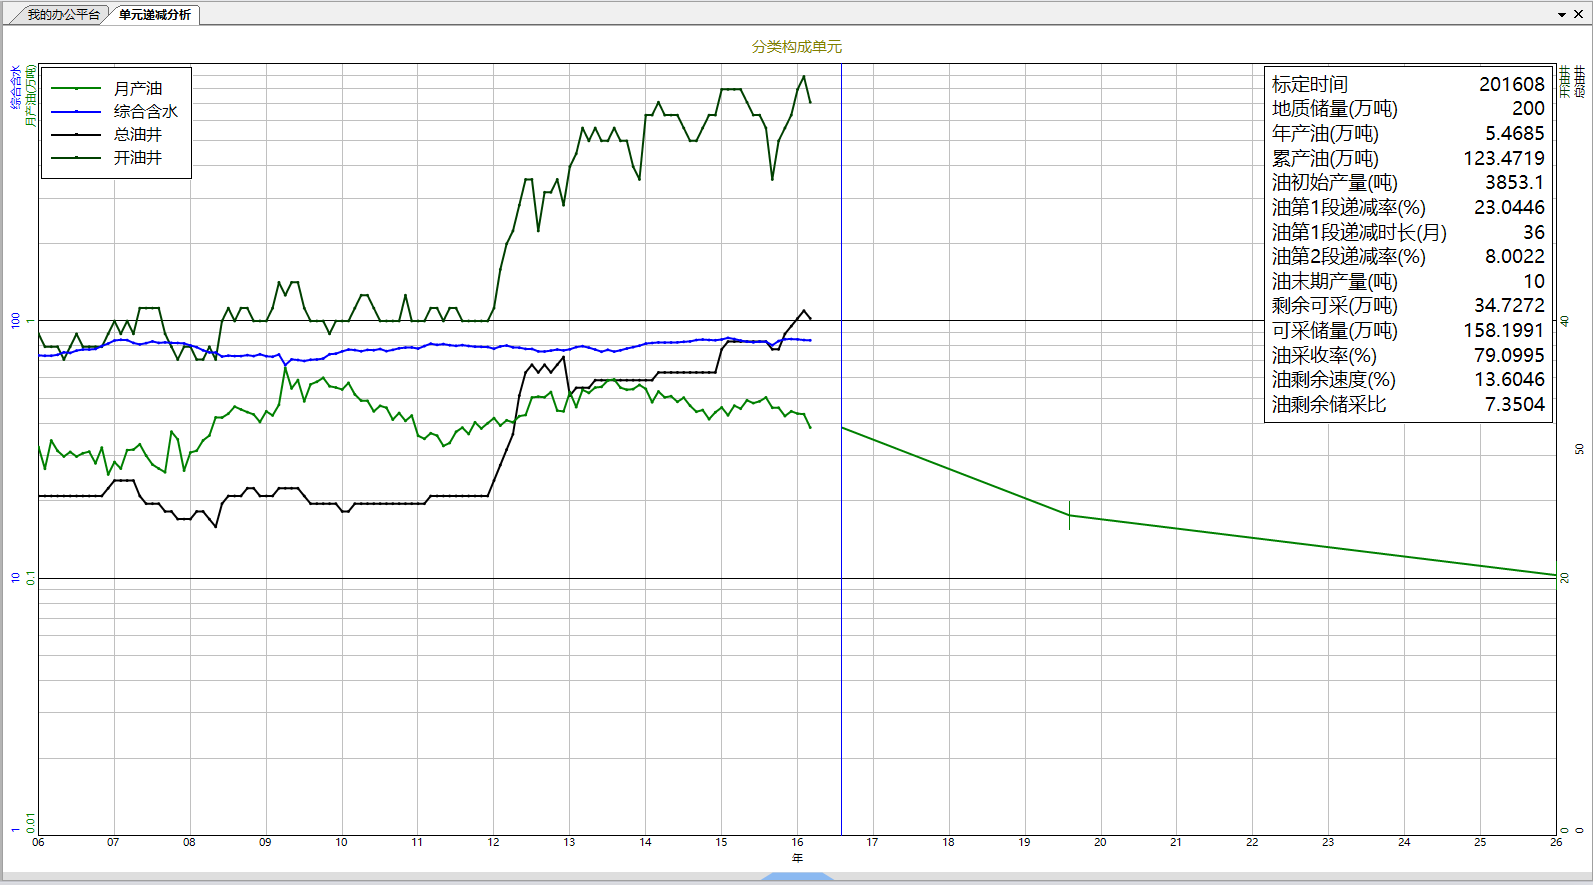 我的办公平台
单元递减分析
分类构成单元
综合含水
月产油(万吨)
月产油
综合含水
总油井
开油井
标定时间 201608
地质储量(万吨) 200
年产油(万吨) 5.4685
累产油(万吨) 123.4719
油初始产量(吨) 3853.1
油第1段递减率(%) 23.0446
油第1段递减时长(月) 36
油第2段递减率(%) 8.0022
油末期产量(吨) 10
剩余可采(万吨) 34.7272
可采储量(万吨) 158.1991
油采收率(%) 79.0995
油剩余速度(%) 13.6046
油剩余储采比 7.3504
开油井
总油井
100 1
40
50
10 0.1
20
1 0.01
0 0
06 07 08 09 10 11 12 13 14 15 16 17 18 19 20 21 22 23 24 25 26
年